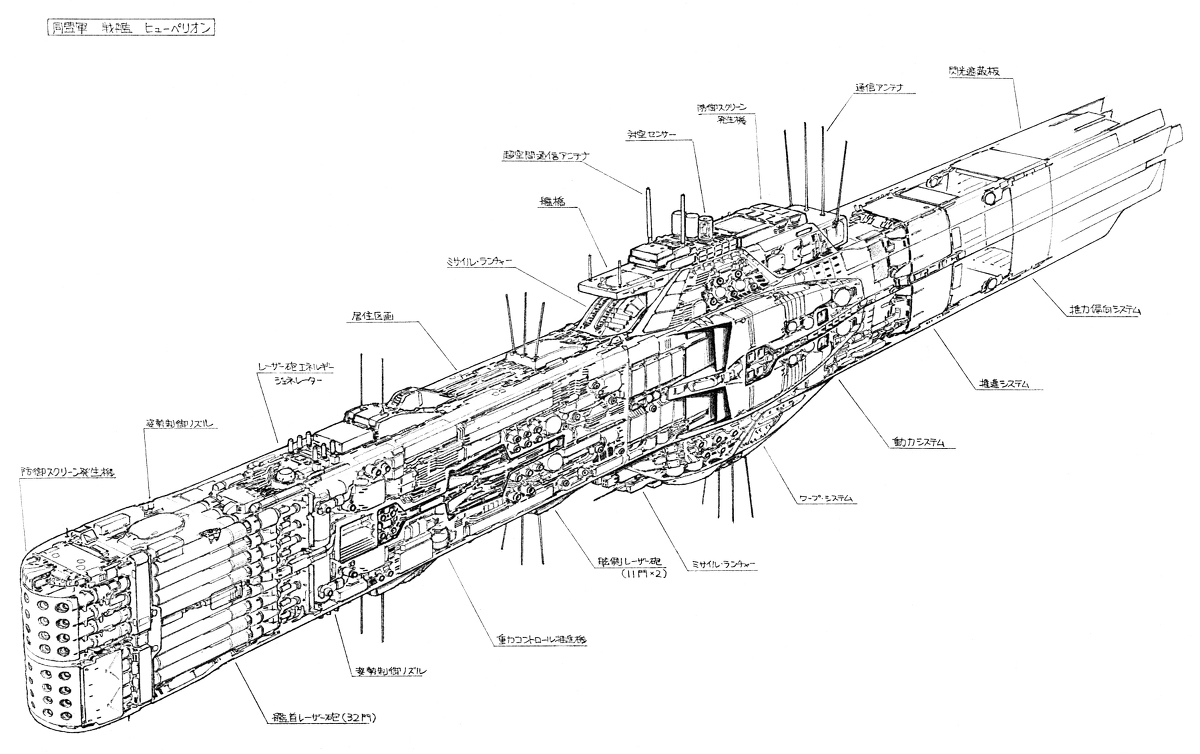 同盟軍 戦艦 ヒューペリオン
閃光遮蔽板
通信アンテナ
防御スクリーン
発生機
対空センサー
超空間通信アンテナ
艦橋
ミサイル・ランチャー
居住区画
レーザー砲エネルギー
ジェネレーター
姿勢制御ノズル
防御スクリーン発生機
推力偏向システム
推進システム
動力システム
ワープ・システム
ミサイル・ランチャー
艦側レーザー砲
(11門×2)
重力コントロール発生機
姿勢制御ノズル
艦首レーザー砲(32門)